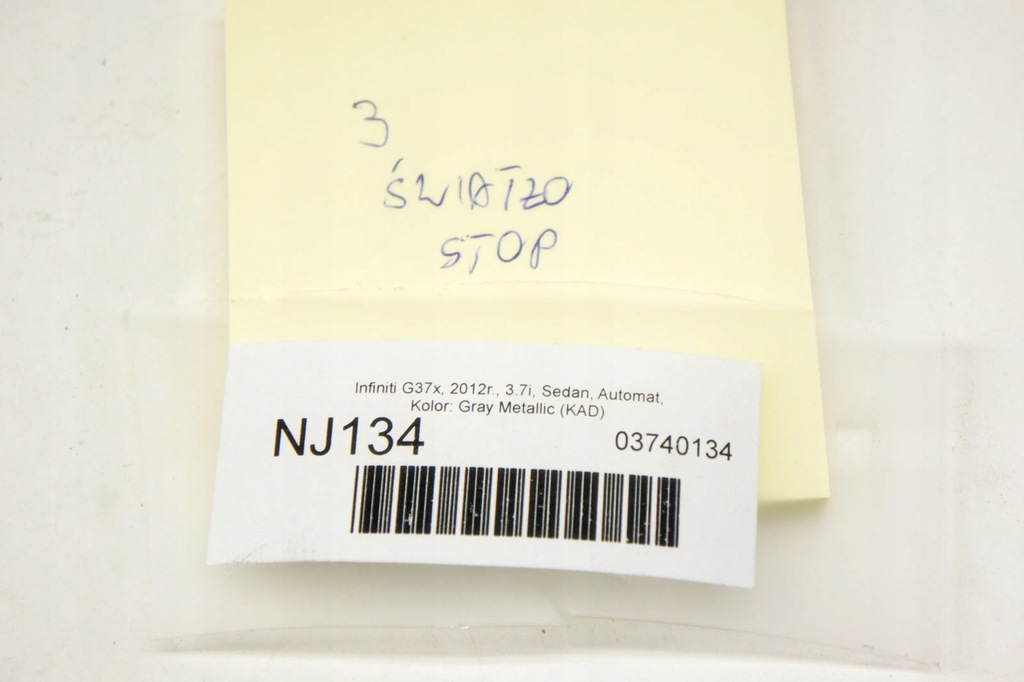 3
ŚWIATŁO
STOP
Infiniti G37x, 2012r., 3.7i, Sedan, Automat,
Kolor: Gray Metallic (KAD)
NJ134 03740134